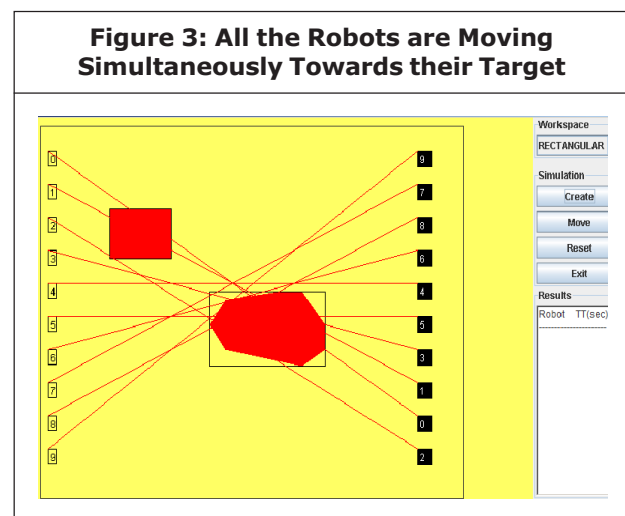 Figure 3: All the Robots are Moving
Simultaneously Towards their Target
Workspace
RECTANGULAR
Simulation
Create
Move
Reset
Exit
Results
Robot TT(sec)
0 9
1 7
2 8
3 6
4 4
5 5
6 3
7 1
8 0
9 2